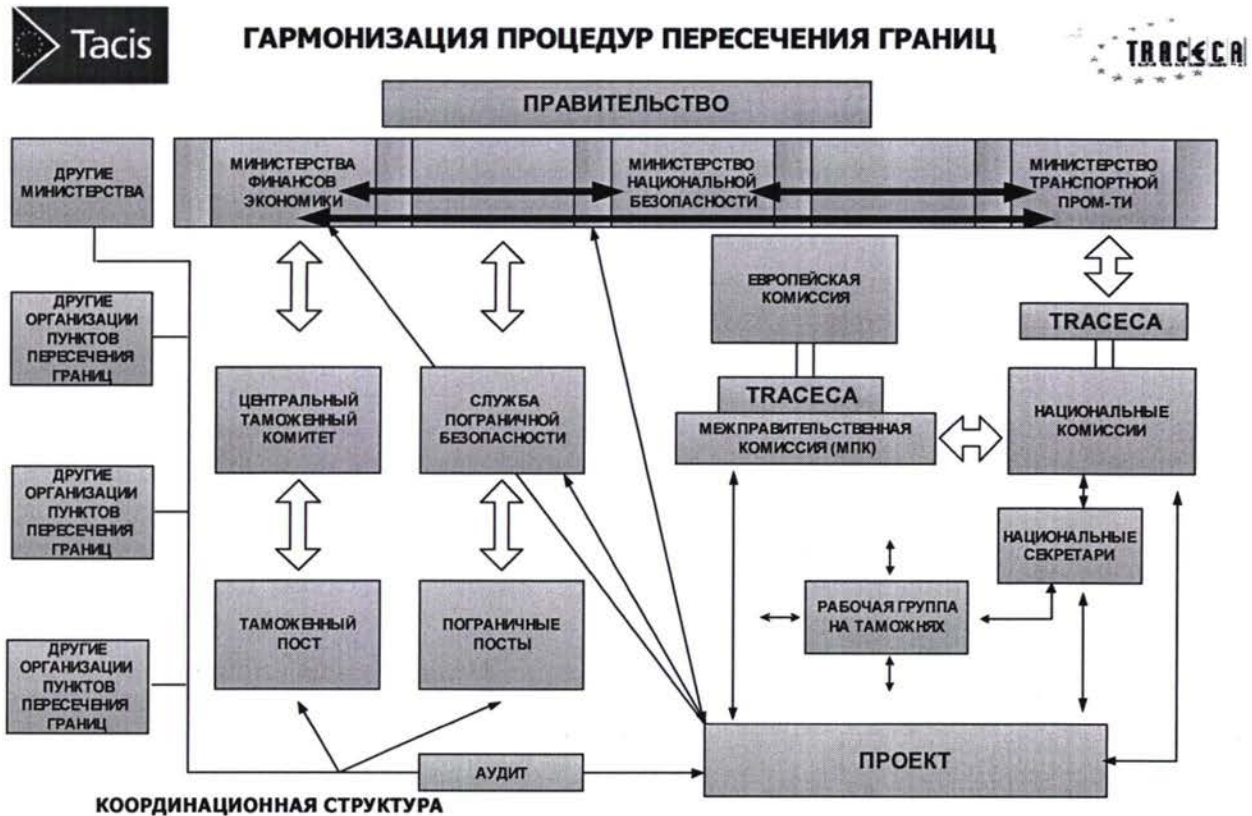 Tacis
ГАРМОНИЗАЦИЯ ПРОЦЕДУР ПЕРЕСЕЧЕНИЯ ГРАНИЦ
TRACECA
ПРАВИТЕЛЬСТВО
ДРУГИЕ
МИНИСТЕРСТВА
МИНИСТЕРСТВА
ФИНАНСОВ
ЭКОНОМИКИ
МИНИСТЕРСТВО
НАЦИОНАЛЬНОЙ
БЕЗОПАСНОСТИ
МИНИСТЕРСТВО
ТРАНСПОРТНОЙ
ПРОМ-ТИ
ЕВРОПЕЙСКАЯ
КОМИССИЯ
ДРУГИЕ
ОРГАНИЗАЦИИ
ПУНКТОВ
ПЕРЕСЕЧЕНИЯ
ГРАНИЦ
TRACECA
ЦЕНТРАЛЬНЫЙ
ТАМОЖЕННЫЙ
КОМИТЕТ
СЛУЖБА
ПОГРАНИЧНОЙ
БЕЗОПАСНОСТИ
TRACECA
МЕЖПРАВИТЕЛЬСТВЕННАЯ
КОМИССИЯ (МПК)
НАЦИОНАЛЬНЫЕ
КОМИССИИ
ДРУГИЕ
ОРГАНИЗАЦИИ
ПУНКТОВ
ПЕРЕСЕЧЕНИЯ
ГРАНИЦ
НАЦИОНАЛЬНЫЕ
СЕКРЕТАРИ
ТАМОЖЕННЫЙ
ПОСТ
ПОГРАНИЧНЫЕ
ПОСТЫ
РАБОЧАЯ ГРУППА
НА ТАМОЖНЯХ
ДРУГИЕ
ОРГАНИЗАЦИИ
ПУНКТОВ
ПЕРЕСЕЧЕНИЯ
ГРАНИЦ
АУДИТ
ПРОЕКТ
КООРДИНАЦИОННАЯ СТРУКТУРА